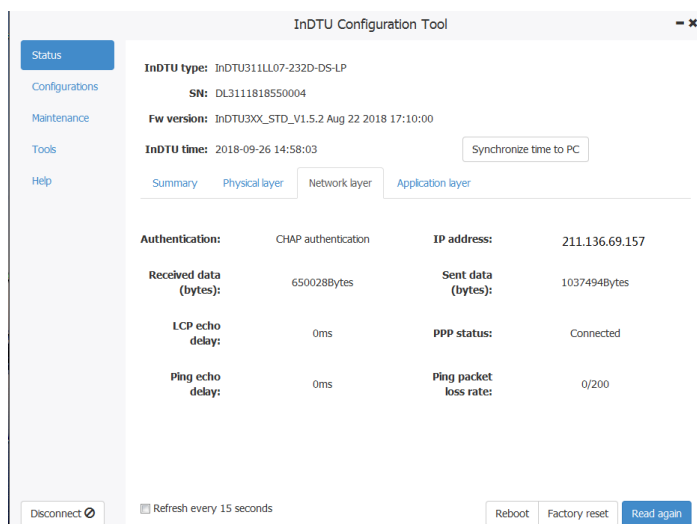 InDTU Configuration Tool
Status
Configurations
Maintenance
Tools
Help
InDTU type: InDTU311LL07-232D-DS-LP
SN: DL3111818550004
Fw version: InDTU3XX_STD_V1.5.2 Aug 22 2018 17:10:00
InDTU time: 2018-09-26 14:58:03 Synchronize time to PC
Summary Physical layer Network layer Application layer
Authentication: CHAP authentication IP address: 211.136.69.157
Received data (bytes): 650028Bytes Sent data (bytes): 1037494Bytes
LCP echo delay: 0ms PPP status: Connected
Ping echo delay: 0ms Ping packet loss rate: 0/200
Refresh every 15 seconds
Disconnect Reboot Factory reset Read again